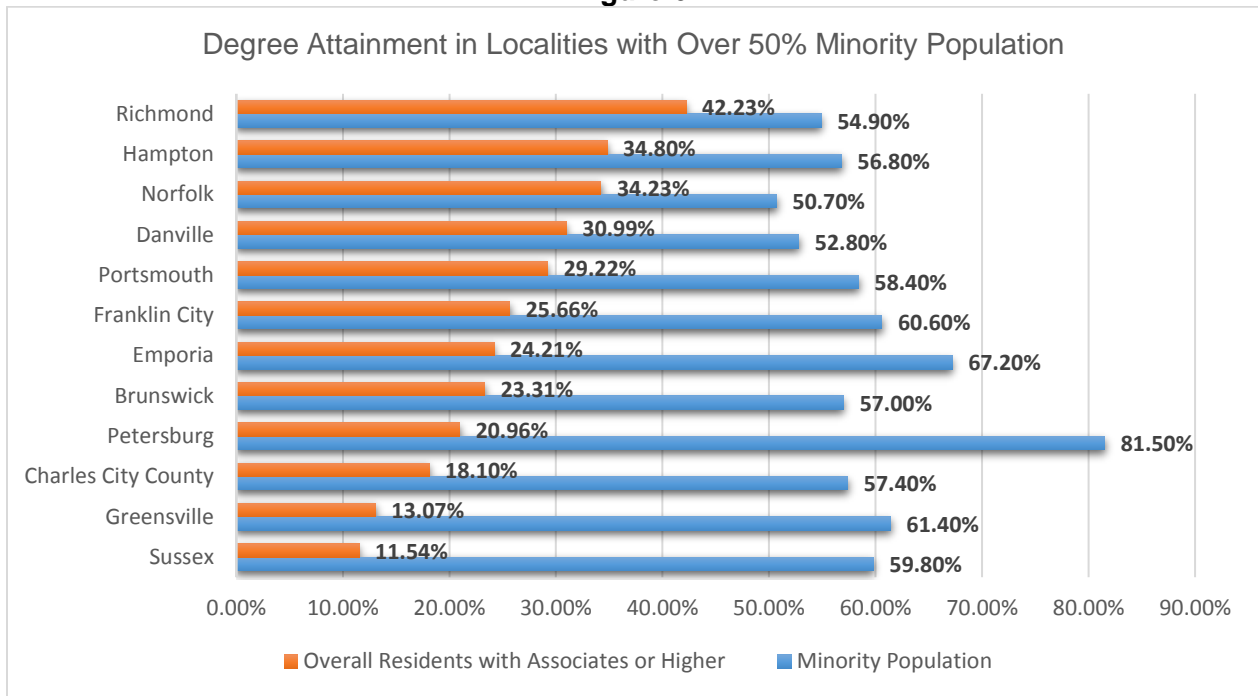 Degree Attainment in Localities with Over 50% Minority Population
Richmond 42.23% 54.90%
Hampton 34.80% 56.80%
Norfolk 34.23% 50.70%
Danville 30.99% 52.80%
Portsmouth 29.22% 58.40%
Franklin City 25.66% 60.60%
Emporia 24.21% 67.20%
Brunswick 23.31% 57.00%
Petersburg 20.96% 81.50%
Charles City County 18.10% 57.40%
Greensville 13.07% 61.40%
Sussex 11.54% 59.80%
0.00% 10.00% 20.00% 30.00% 40.00% 50.00% 60.00% 70.00% 80.00% 90.00%
Overall Residents with Associates or Higher Minority Population